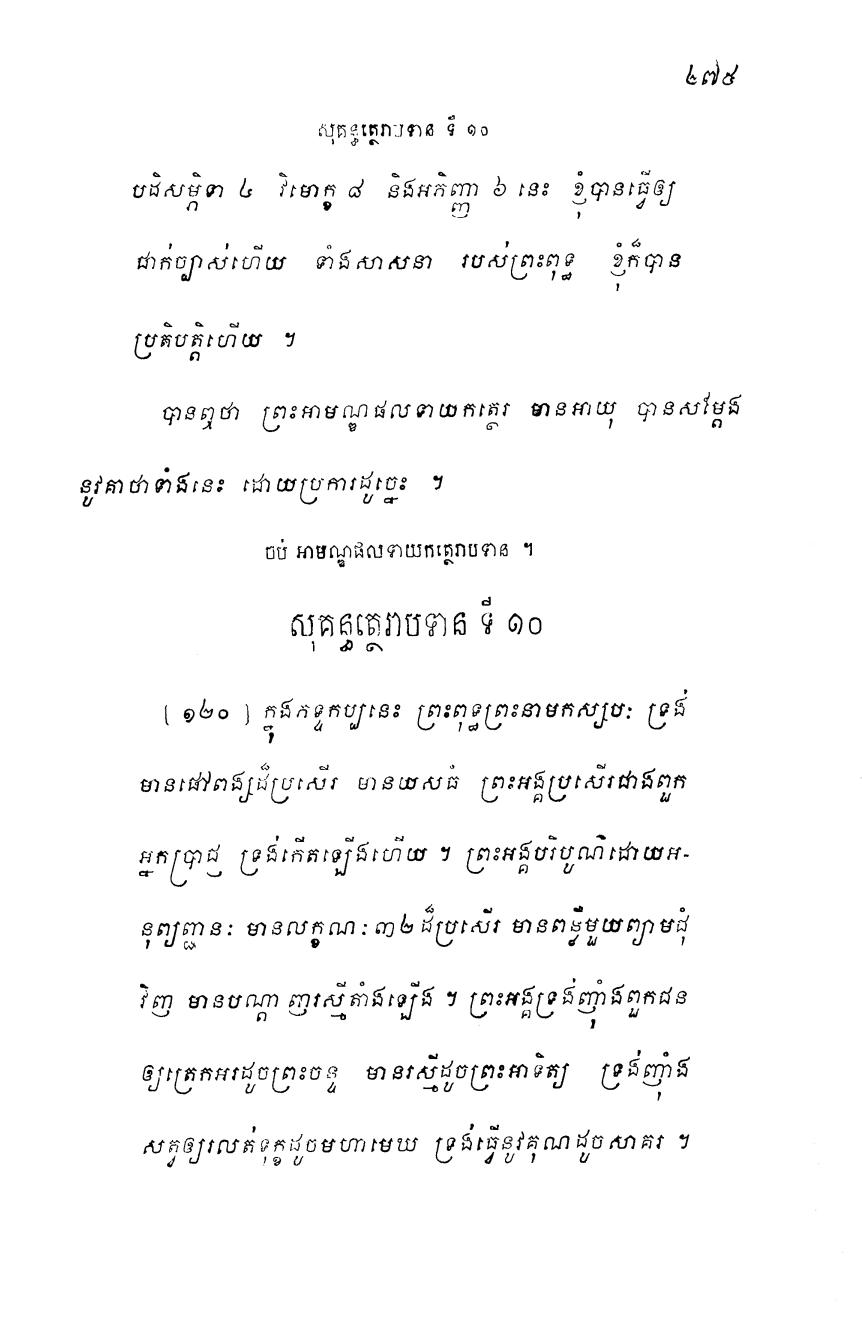 ២៧៥
សុគន្ធត្ថេរាបទាន ទី ១០
បដិសម្ភិទា ៤ វិមោក្ខ ៨ និងអភិញ្ញា ៦ នេះ ខ្ញុំបានធ្វើឲ្យ
ជាក់ច្បាស់ហើយ ទាំងសាសនា របស់ព្រះពុទ្ធ ខ្ញុំក៏បាន
ប្រតិបត្តិហើយ ។
បានឮថា ព្រះអាមណ្ឌផលទាយកត្ថេរ មានអាយុ បានសម្តែង
នូវគាថាទាំងនេះ ដោយប្រការដូច្នេះ ។
ចប់ អាមណ្ឌផលទាយកត្ថេរាបទាន ។
សុគន្ធត្ថេរាបទាន ទី ១០
[ ១២០ ] ក្នុងភទ្ទកប្បនេះ ព្រះពុទ្ធព្រះនាមកស្សបៈ ទ្រង់
មានផៅពង្សដ៏ប្រសើរ មានយសធំ ព្រះអង្គប្រសើរជាងពួក
អ្នកប្រាជ្ញ ទ្រង់កើតឡើងហើយ ។ ព្រះអង្គបរិបូណ៌ដោយអ-
នុព្យញ្ជនៈ មានលក្ខណៈ ៣២ ដ៏ប្រសើរ មានពន្លឺមួយព្យាមជុំ
វិញ មានបណ្តាញរស្មីតាំងឡើង ។ ព្រះអង្គទ្រង់ញុំាងពួកជន
ឲ្យត្រេកអរដូចព្រះចន្ទ មានរស្មីដូចព្រះអាទិត្យ ទ្រង់ញុំាង
សត្វឲ្យរលត់ទុក្ខដូចមហាមេឃ ទ្រង់ធ្វើនូវគុណដូចសាគរ ។